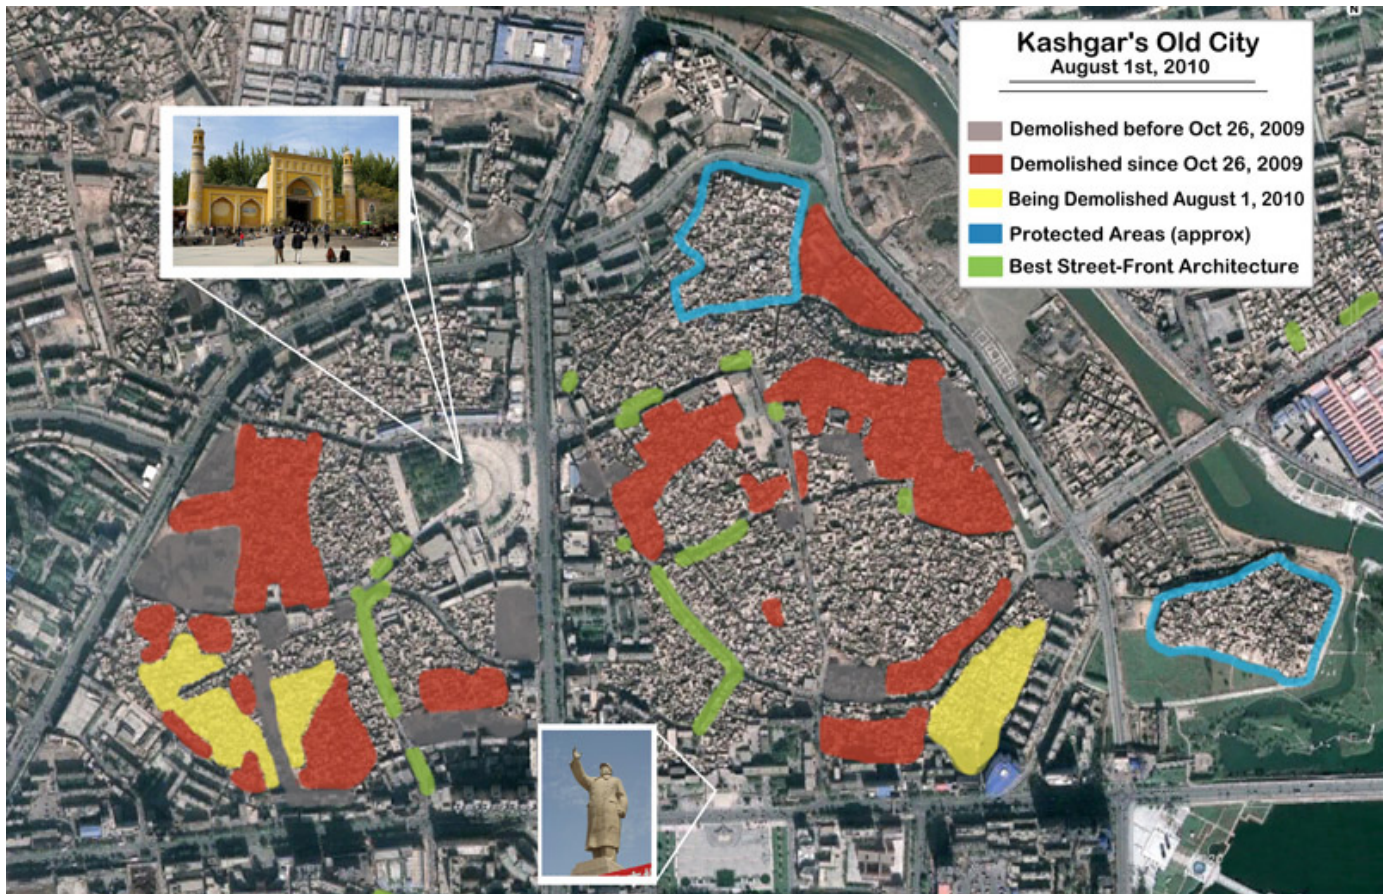 N
Kashgar's Old City
August 1st, 2010
Demolished before Oct 26, 2009
Demolished since Oct 26, 2009
Being Demolished August 1, 2010
Protected Areas (approx)
Best Street-Front Architecture